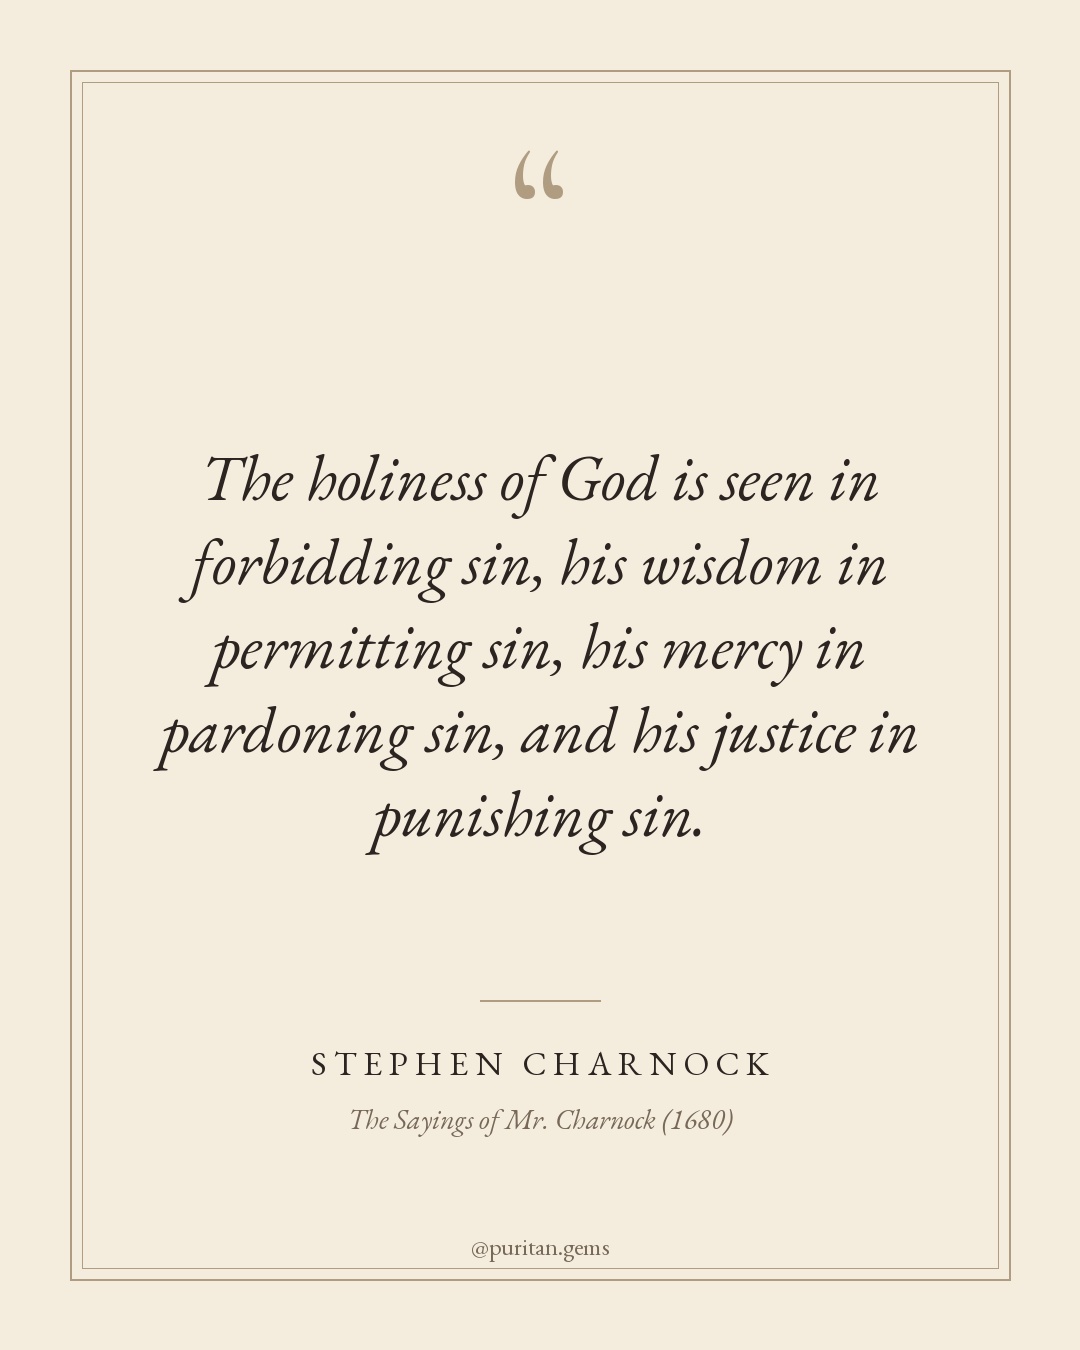 “
The holiness of God is seen in
forbidding sin, his wisdom in
permitting sin, his mercy in
pardoning sin, and his justice in
punishing sin.
STEPHEN CHARNOCK
The Sayings of Mr. Charnock (1680)
@puritan.gems